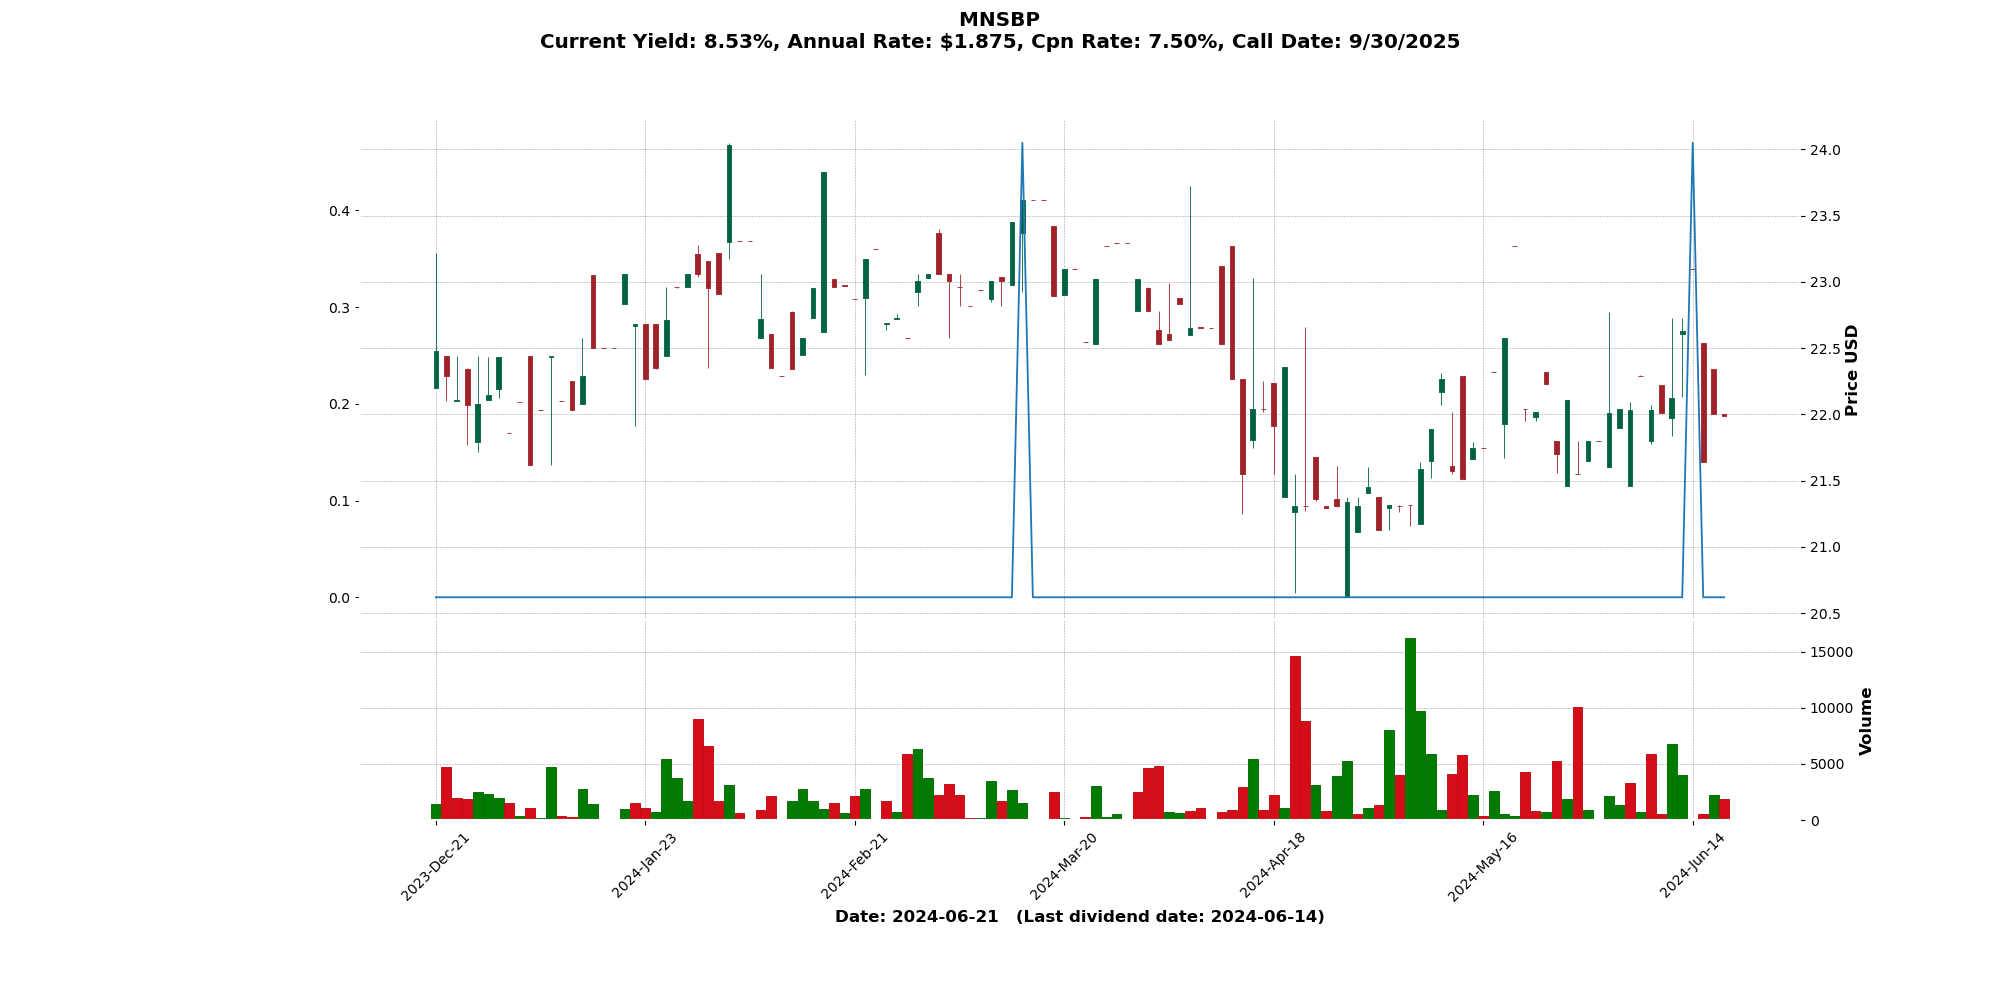 MNSBP
Current Yield: 8.53%, Annual Rate: $1.875, Cpn Rate: 7.50%, Call Date: 9/30/2025
0.4
0.3
0.2
0.1
0.0
24.0
23.5
23.0
22.5
22.0
21.5
21.0
20.5
Price USD
15000
10000
5000
0
Volume
2023-Dec-21
2024-Jan-23
2024-Feb-21
2024-Mar-20
2024-Apr-18
2024-May-16
2024-Jun-14
Date: 2024-06-21   (Last dividend date: 2024-06-14)